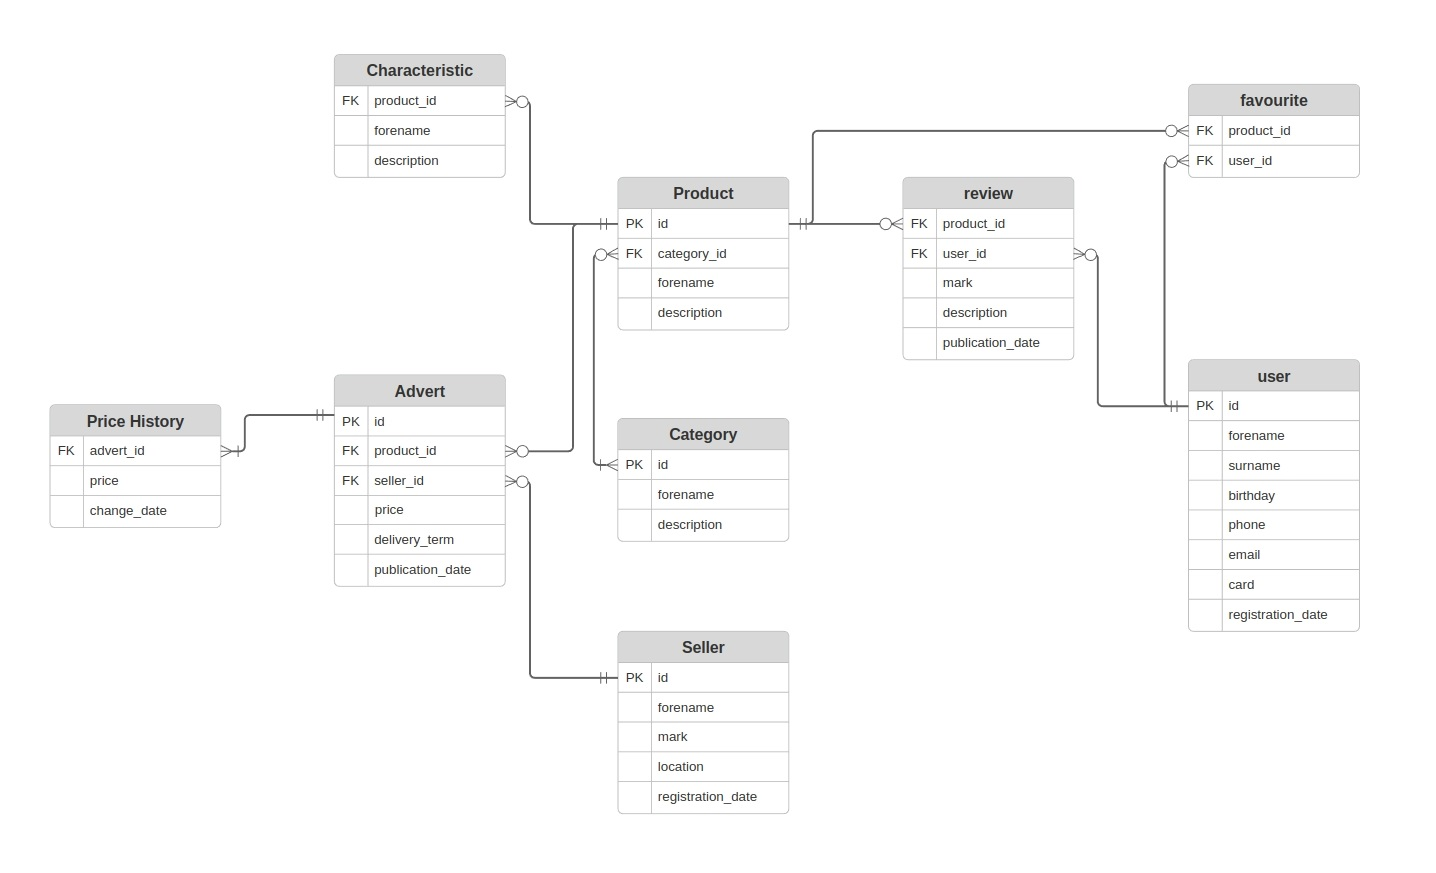 Characteristic
FK product_id
forename
description
favourite
FK product_id
FK user_id
Product
PK id
FK category_id
forename
description
review
FK product_id
FK user_id
mark
description
publication_date
user
PK id
forename
surname
birthday
phone
email
card
registration_date
Price History
FK advert_id
price
change_date
Advert
PK id
FK product_id
FK seller_id
price
delivery_term
publication_date
Category
PK id
forename
description
Seller
PK id
forename
mark
location
registration_date